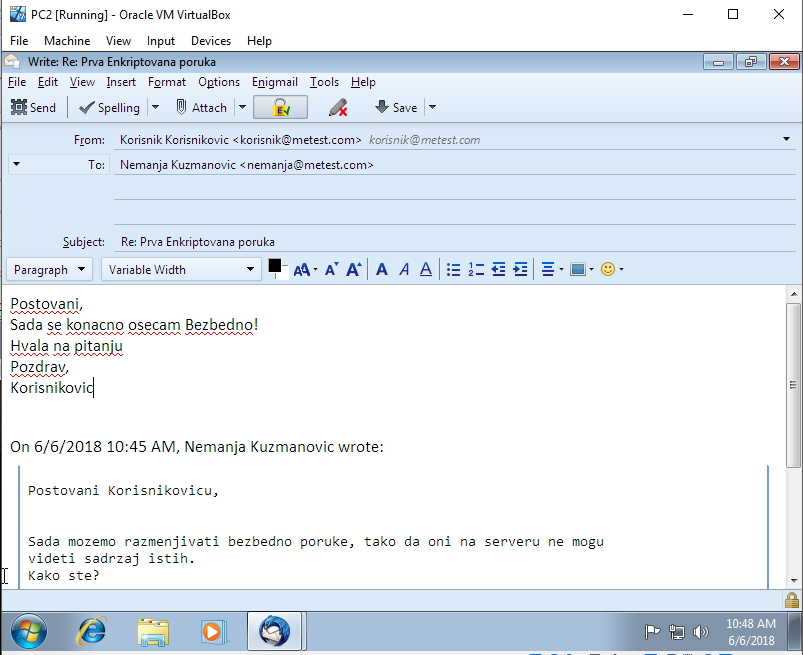 PC2 [Running] - Oracle VM VirtualBox
File Machine View Input Devices Help
Write: Re: Prva Enkriptovana poruka
File Edit View Insert Format Options Enigmail Tools Help
Send Spelling Attach Save
From: Korisnik Korisnikovic <korisnik@metest.com> korisnik@metest.com
To: Nemanja Kuzmanovic <nemanja@metest.com>
Subject: Re: Prva Enkriptovana poruka
Paragraph Variable Width
Postovani,
Sada se konacno osecam Bezbedno!
Hvala na pitanju
Pozdrav,
Korisnikovic
On 6/6/2018 10:45 AM, Nemanja Kuzmanovic wrote:
Postovani Korisnikovicu,
Sada mozemo razmenjivati bezbedno poruke, tako da oni na serveru ne mogu
videti sadrzaj istih.
Kako ste?
10:48 AM
6/6/2018